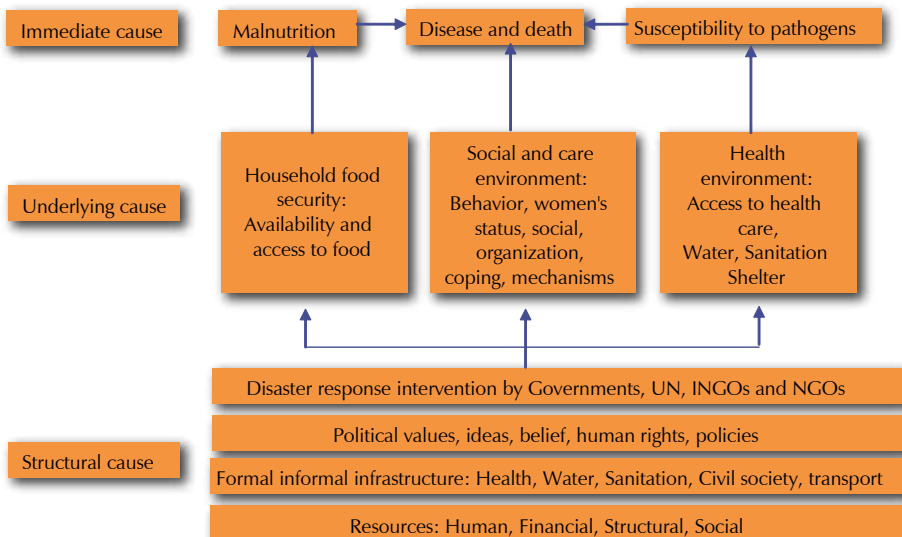 Immediate cause
Malnutrition
Disease and death
Susceptibility to pathogens
Underlying cause
Household food
security:
Availability and
access to food
Social and care
environment:
Behavior, women's
status, social,
organization,
coping, mechanisms
Health
environment:
Access to health
care,
Water, Sanitation
Shelter
Structural cause
Disaster response intervention by Governments, UN, INGOs and NGOs
Political values, ideas, belief, human rights, policies
Formal informal infrastructure: Health, Water, Sanitation, Civil society, transport
Resources: Human, Financial, Structural, Social